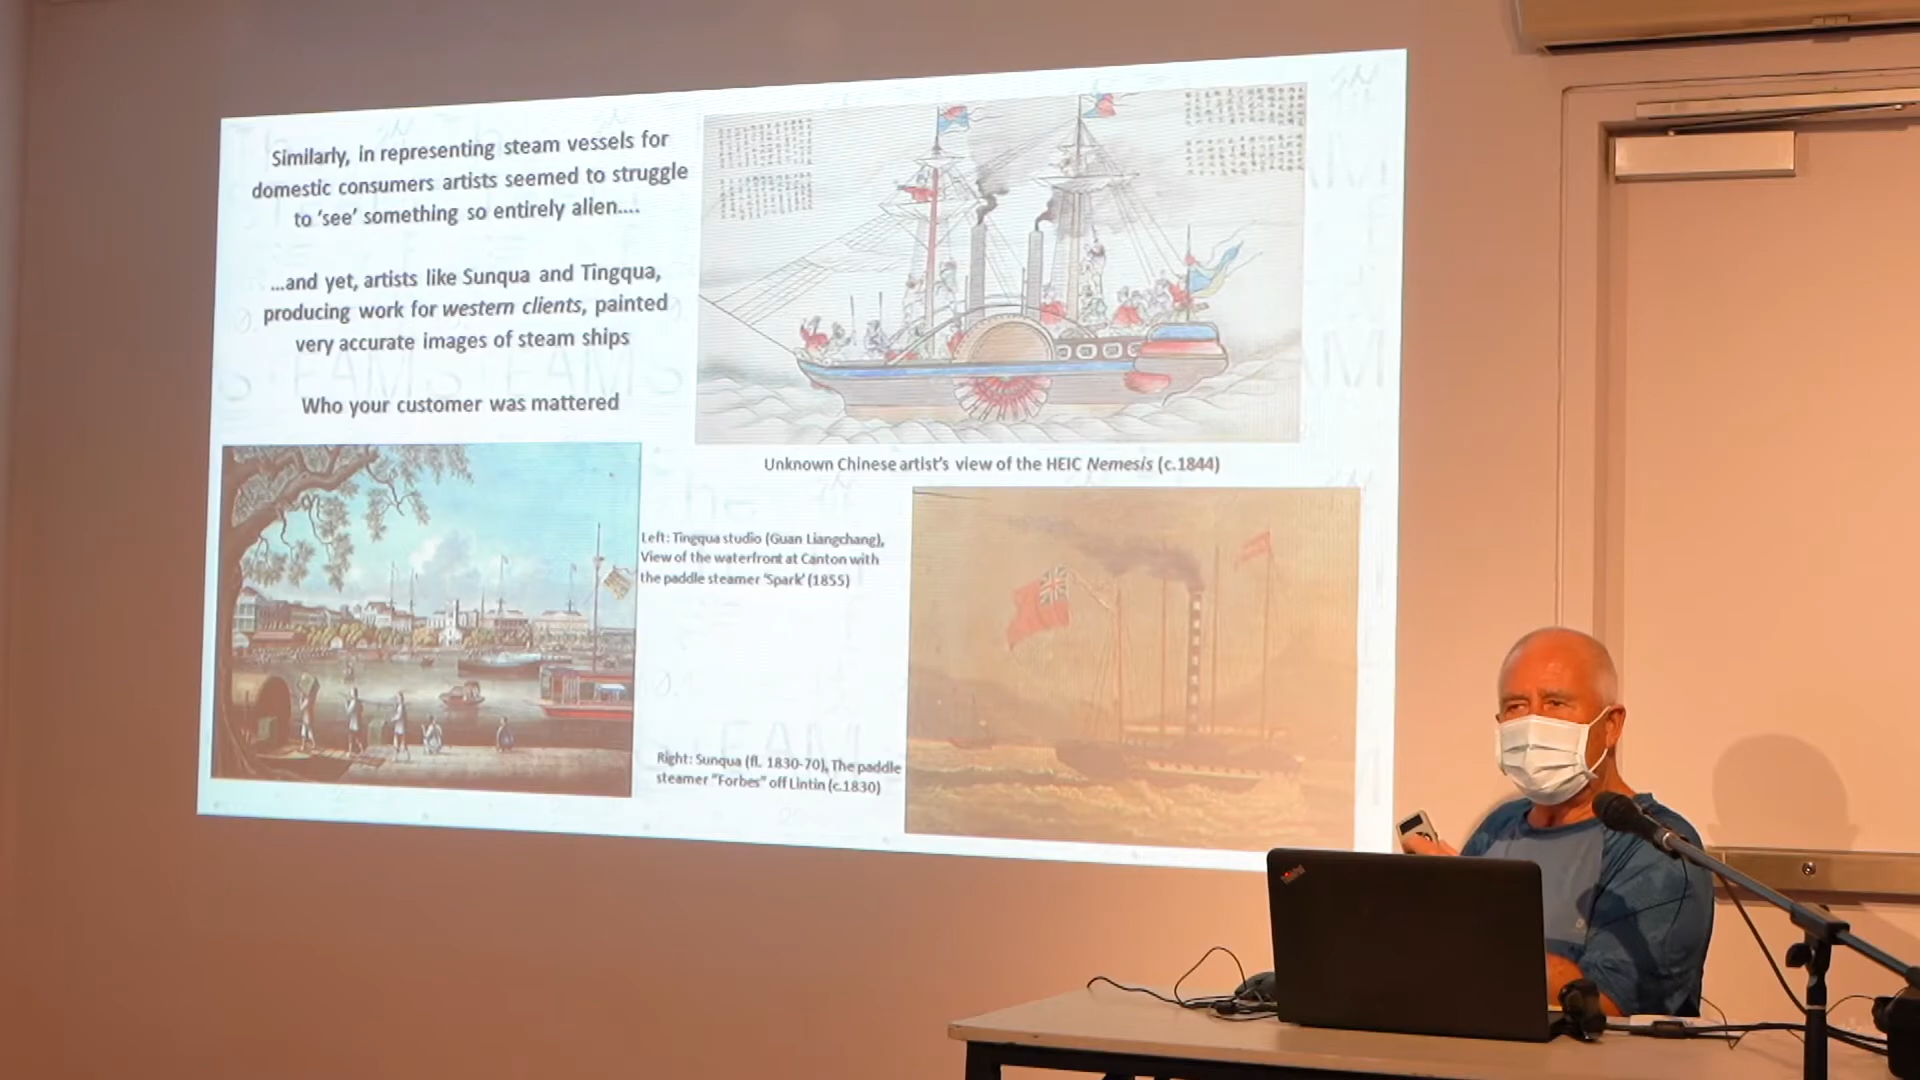 Similarly, in representing steam vessels for
domestic consumers artists seemed to struggle
to ‘see’ something so entirely alien....
...and yet, artists like Sunqua and Tingqua,
producing work for western clients, painted
very accurate images of steam ships
Who your customer was mattered
Unknown Chinese artist’s view of the HEIC Nemesis (c.1844)
Left: Tingqua studio (Guan Liangchang),
View of the waterfront at Canton with
the paddle steamer ‘Spark’ (1855)
Right: Sunqua (fl. 1830-70), The paddle
steamer “Forbes” off Lintin (c.1830)
ThinkPad